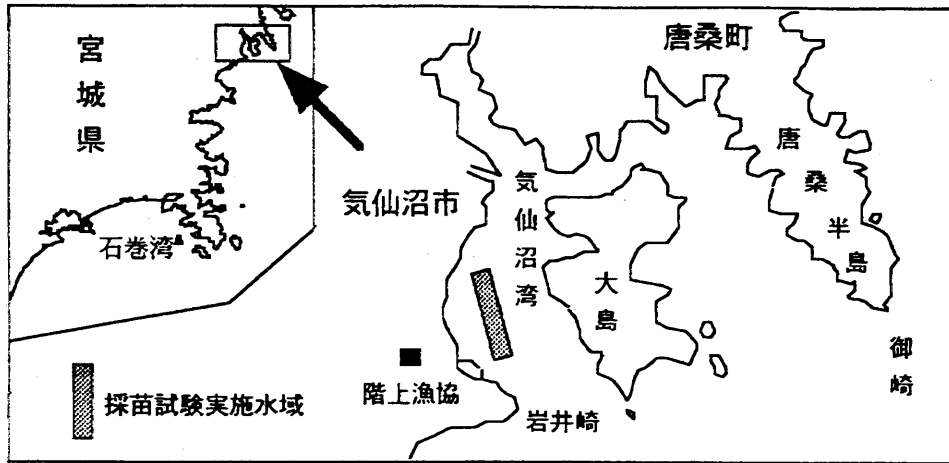 宮城県
石巻湾
採苗試験実施水域
気仙沼市
階上漁協
気仙沼湾
大島
岩井崎
唐桑町
唐桑半島
御崎